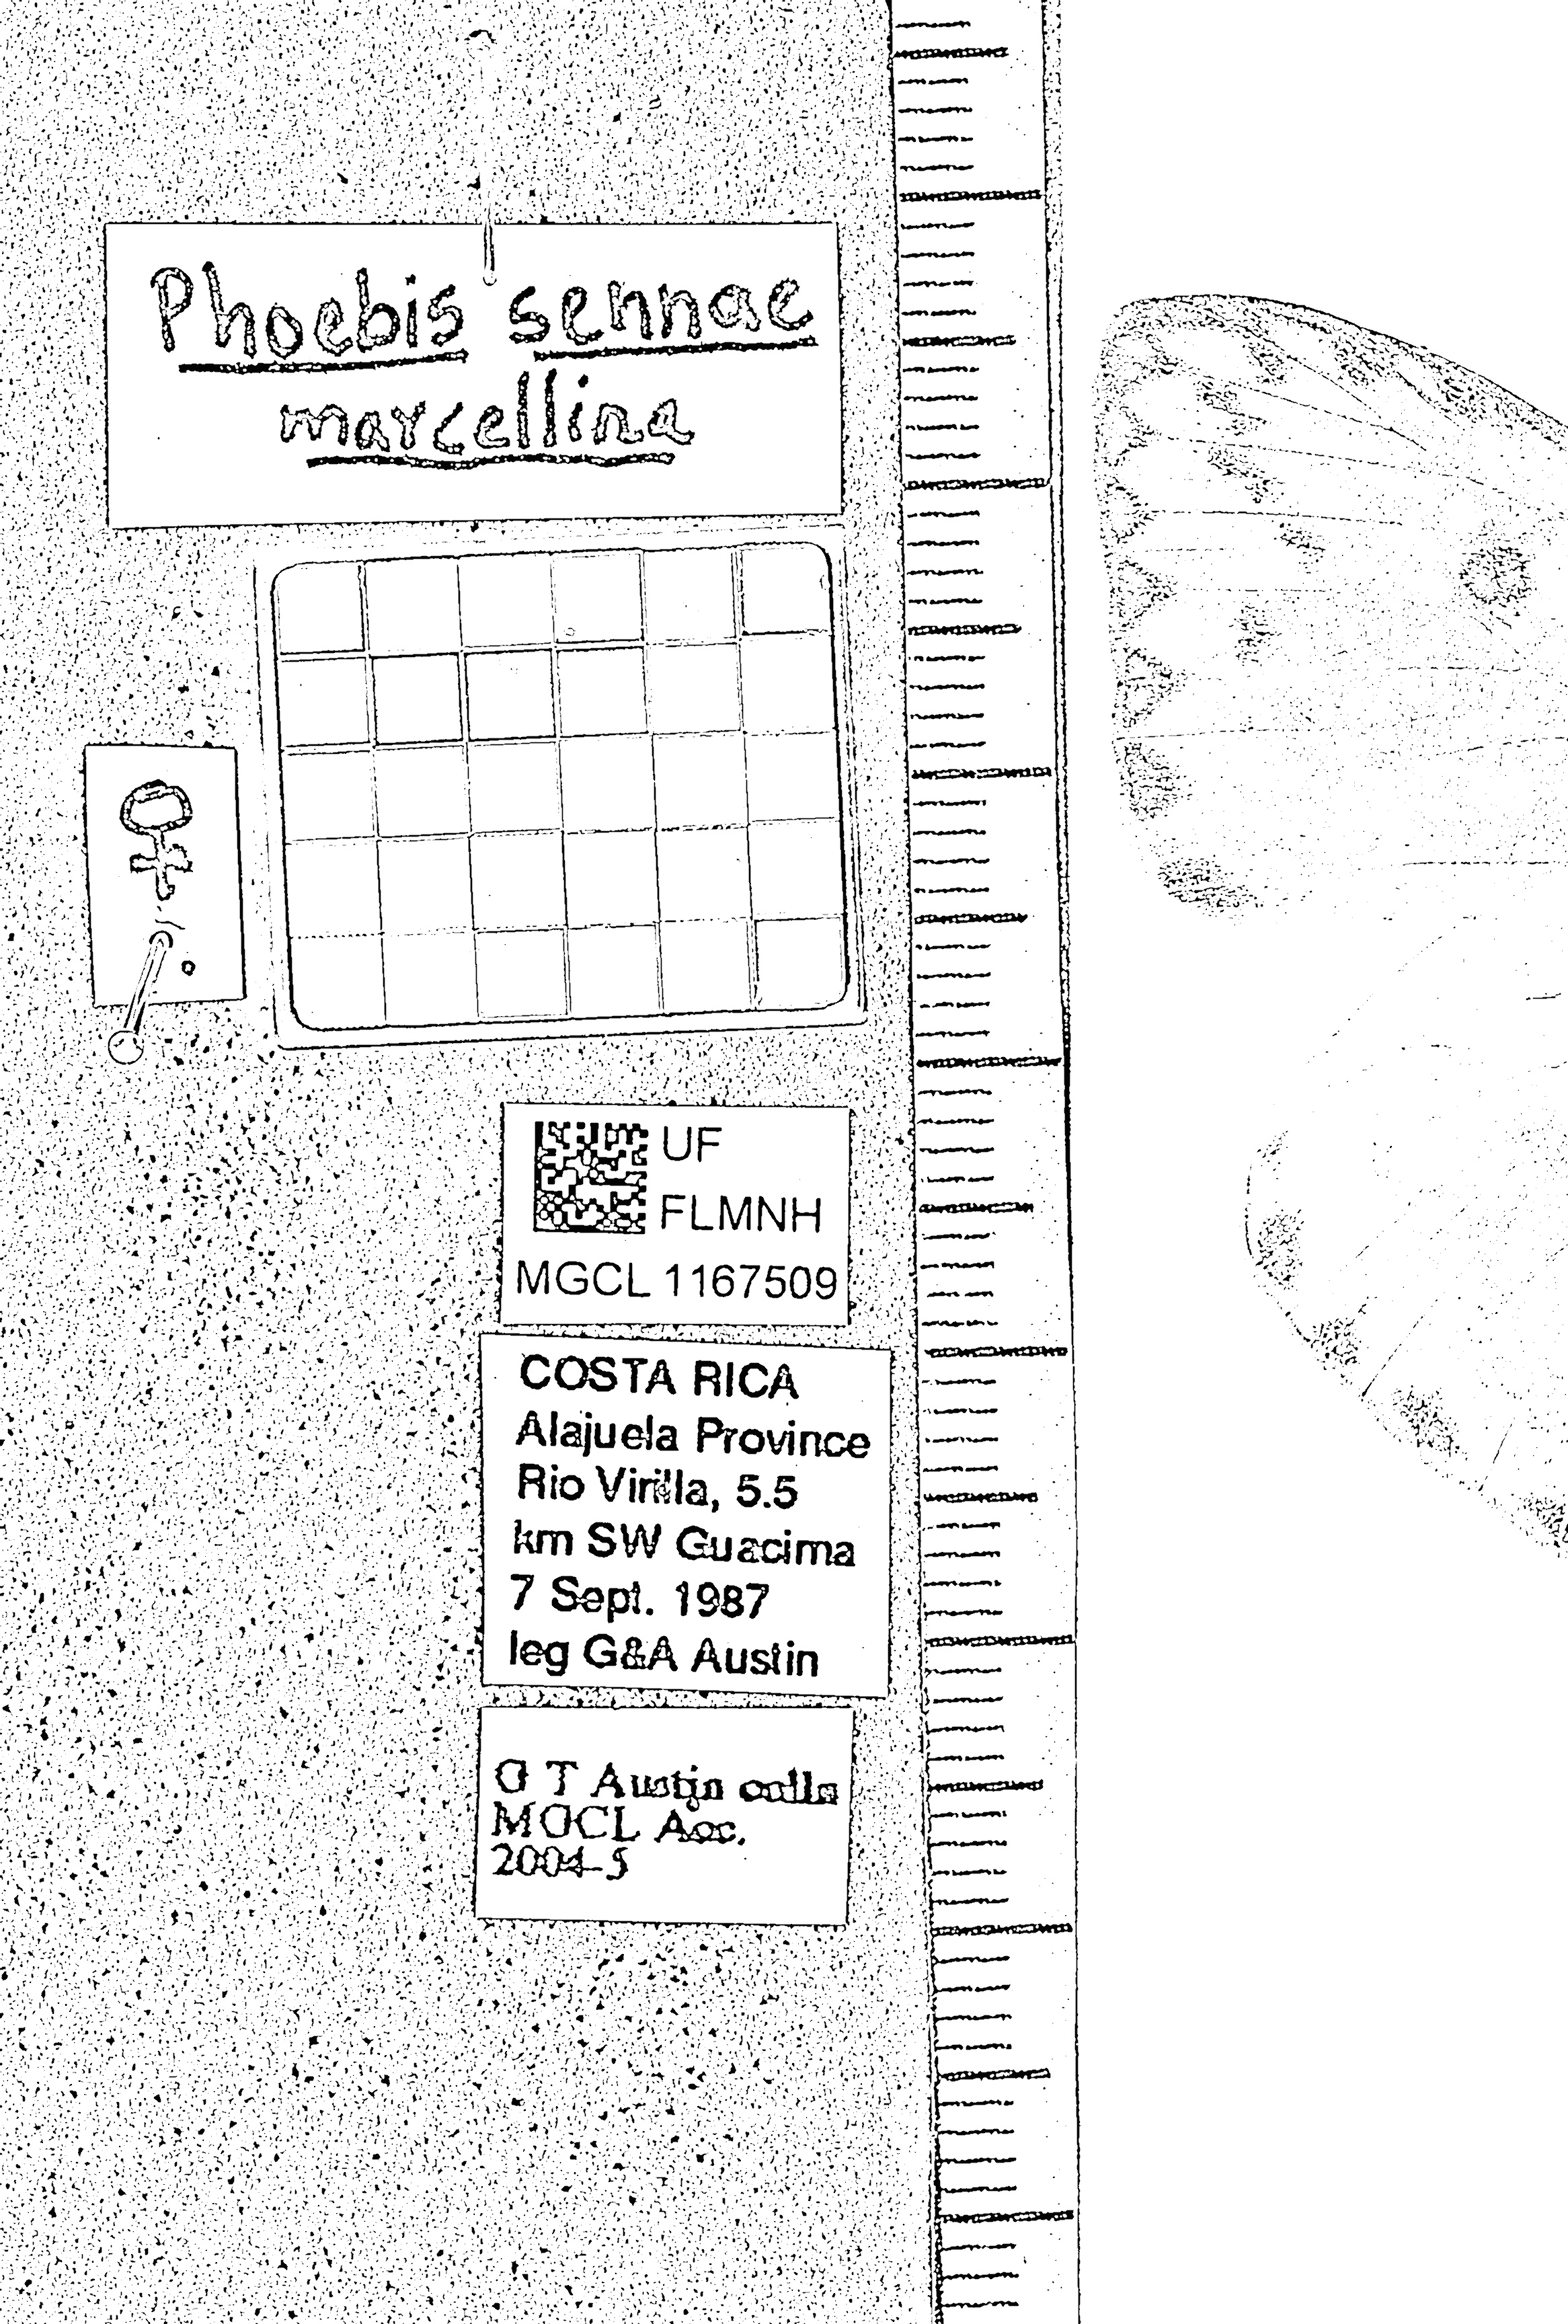 Phoebis sennae
marcellina
♀
UF
FLMNH
MGCL 1167509
COSTA RICA
Alajuela Province
Rio Virilla, 5.5
km SW Guacima
7 Sept. 1987
leg G&A Austin
G T Austin colln
MGCL Acc.
2004-5